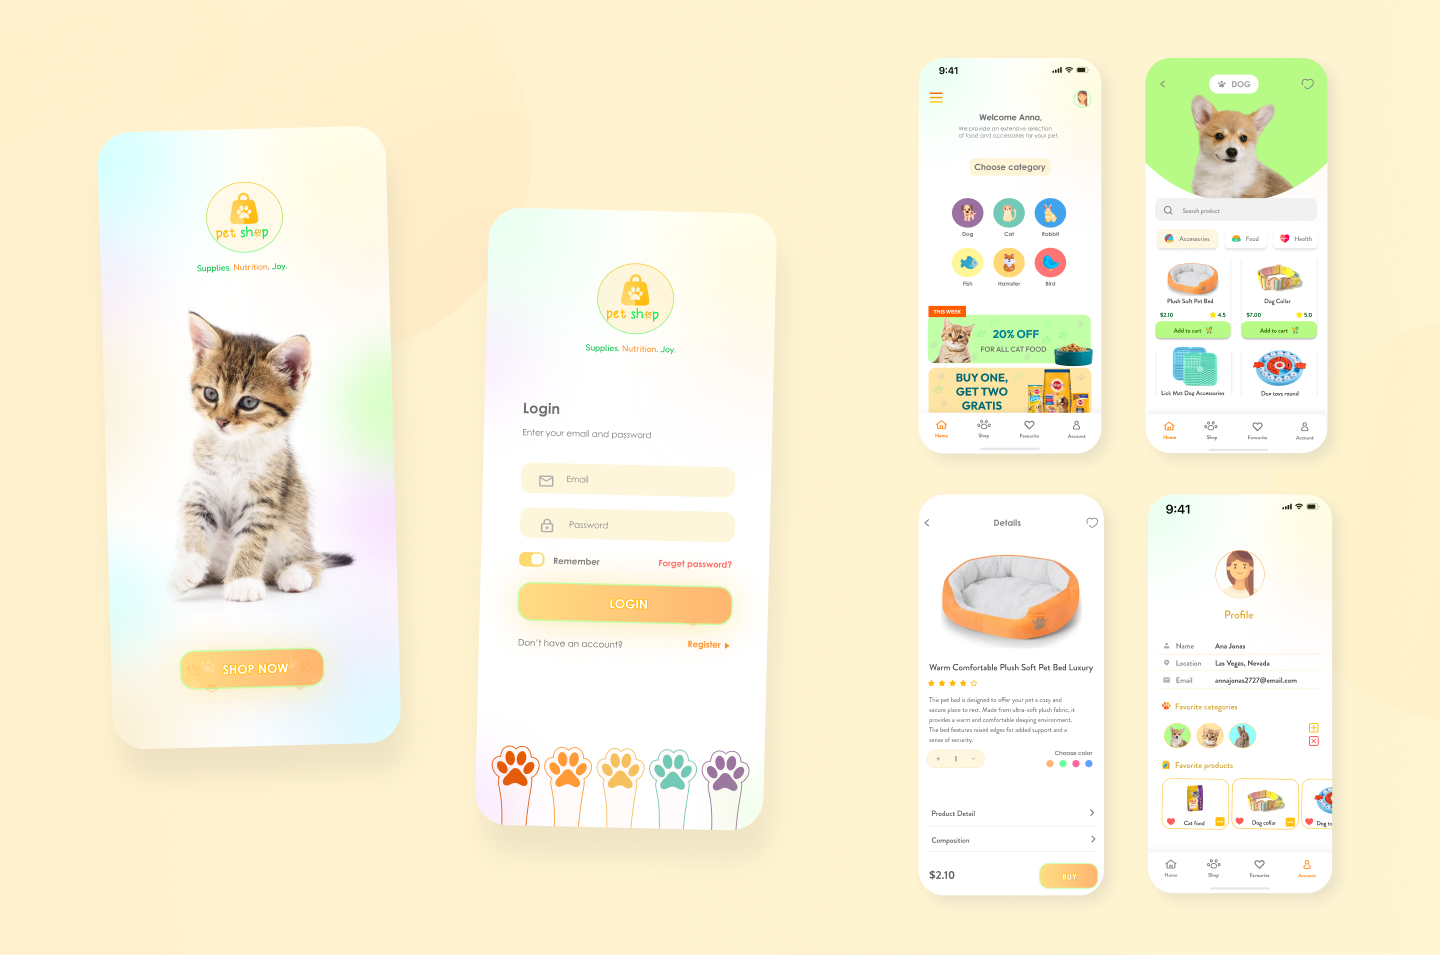 pet shop
Supplies. Nutrition. Joy.
SHOP NOW
pet shop
Supplies. Nutrition. Joy.
Login
Enter your email and password
Email
Password
Remember
Forget password?
LOGIN
Don't have an account?
Register
9:41
Welcome Anna,
We provide an extensive selection
of food and accessories for your pet.
Choose category
Dog
Cat
Rabbit
Fish
Hamster
Bird
THIS WEEK
20% OFF
FOR ALL CAT FOOD
BUY ONE,
GET TWO
GRATIS
Home
Shop
Favourite
Account
DOG
Search product
Accessories
Food
Health
Plush Soft Pet Bed
Dog Collar
$2.10
4.5
$7.00
5.0
Add to cart
Add to cart
Lick Mat Dog Accessories
Dog toys round
Home
Shop
Favourite
Account
Details
Warm Comfortable Plush Soft Pet Bed Luxury
This pet bed is designed to offer your pet a cozy and
secure place to rest. Made from ultra-soft plush fabric, it
provides a warm and comfortable sleeping environment.
The bed features raised edges for added support and a
sense of security.
+ 1 -
Choose color
Product Detail
Composition
$2.10
BUY
9:41
Profile
Name
Ana Jonas
Location
Las Vegas, Nevada
Email
annajonas2727@email.com
Favorite categories
Favorite products
Cat food
Dog collar
Dog to
Home
Shop
Favourite
Account